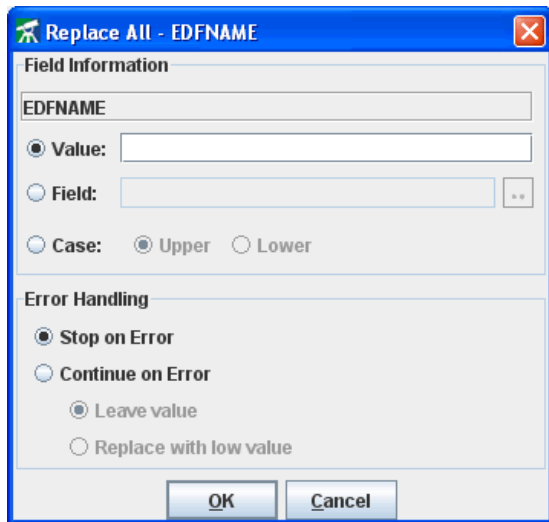 Replace All - EDFNAME
Field Information
EDFNAME
Value:
Field:
..
Case: Upper Lower
Error Handling
Stop on Error
Continue on Error
Leave value
Replace with low value
OK Cancel